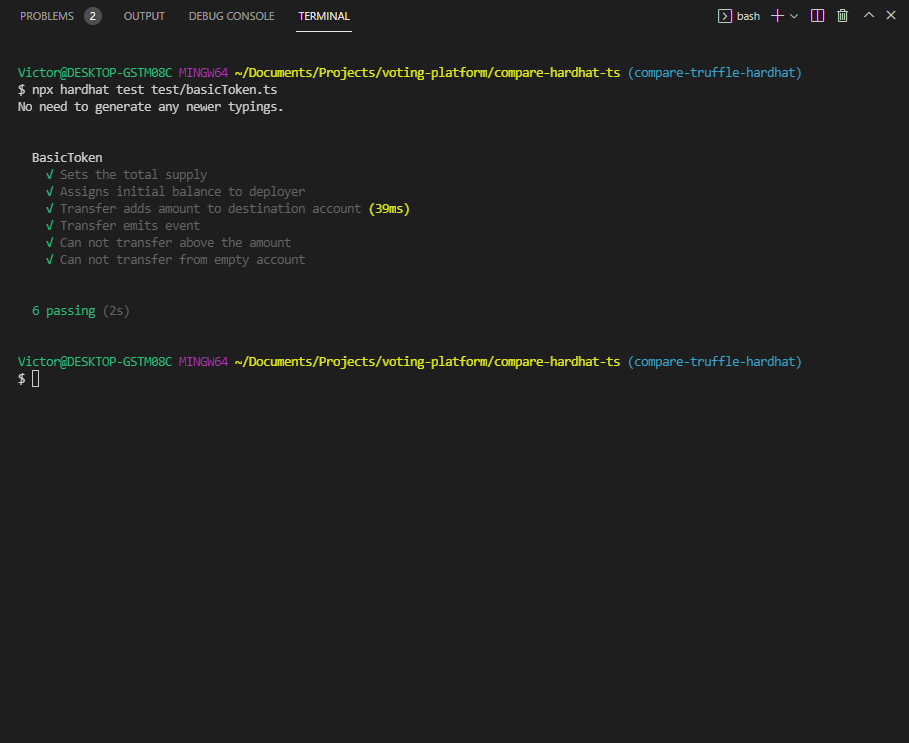 PROBLEMS 2 OUTPUT DEBUG CONSOLE TERMINAL bash
Victor@DESKTOP-GSTM08C MINGW64 ~/Documents/Projects/voting-platform/compare-hardhat-ts (compare-truffle-hardhat)
$ npx hardhat test test/basicToken.ts
No need to generate any newer typings.
BasicToken
√ Sets the total supply
√ Assigns initial balance to deployer
√ Transfer adds amount to destination account (39ms)
√ Transfer emits event
√ Can not transfer above the amount
√ Can not transfer from empty account
6 passing (2s)
Victor@DESKTOP-GSTM08C MINGW64 ~/Documents/Projects/voting-platform/compare-hardhat-ts (compare-truffle-hardhat)
$